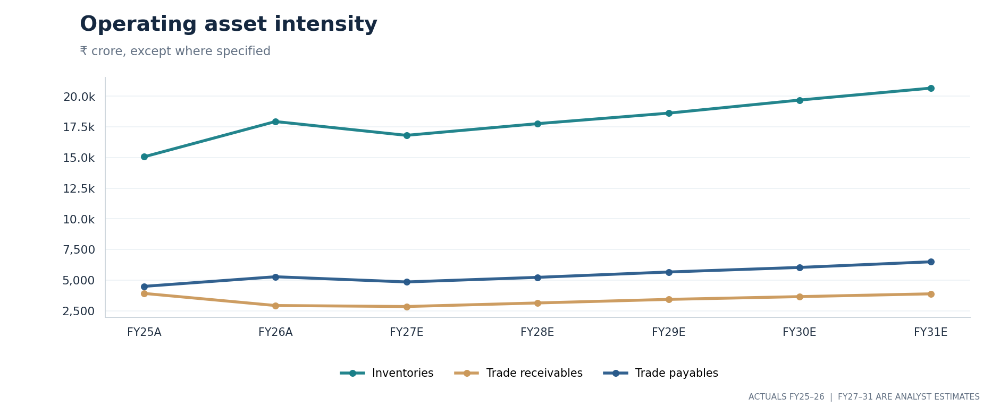 Operating asset intensity
₹ crore, except where specified
20.0k
17.5k
15.0k
12.5k
10.0k
7,500
5,000
2,500
FY25A FY26A FY27E FY28E FY29E FY30E FY31E
Inventories Trade receivables Trade payables
ACTUALS FY25–26 | FY27–31 ARE ANALYST ESTIMATES